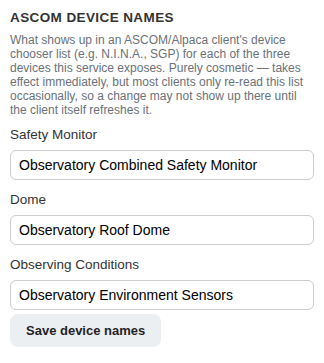 ASCOM DEVICE NAMES
What shows up in an ASCOM/Alpaca client's device
chooser list (e.g. N.I.N.A., SGP) for each of the three
devices this service exposes. Purely cosmetic — takes
effect immediately, but most clients only re-read this list
occasionally, so a change may not show up there until
the client itself refreshes it.
Safety Monitor
Observatory Combined Safety Monitor
Dome
Observatory Roof Dome
Observing Conditions
Observatory Environment Sensors
Save device names